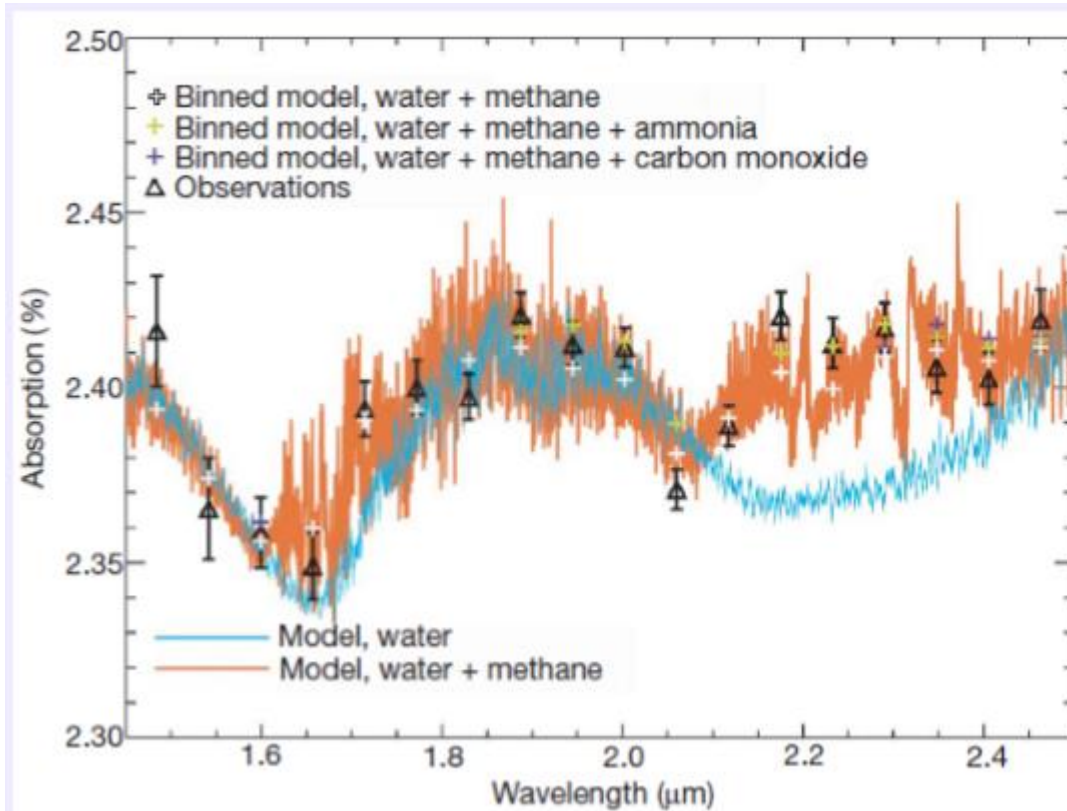 2.50
Binned model, water + methane
Binned model, water + methane + ammonia
Binned model, water + methane + carbon monoxide
Observations
2.45
2.40
2.35
2.30
Absorption (%)
Model, water
Model, water + methane
1.6 1.8 2.0 2.2 2.4
Wavelength (μm)